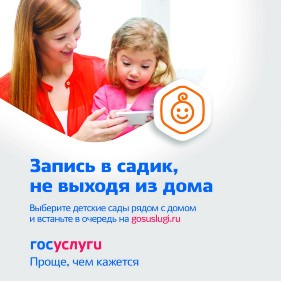 Запись в садик,
не выходя из дома
Выберите детские сады рядом с домом
и встаньте в очередь на gosuslugi.ru
госуслуги
Проще, чем кажется